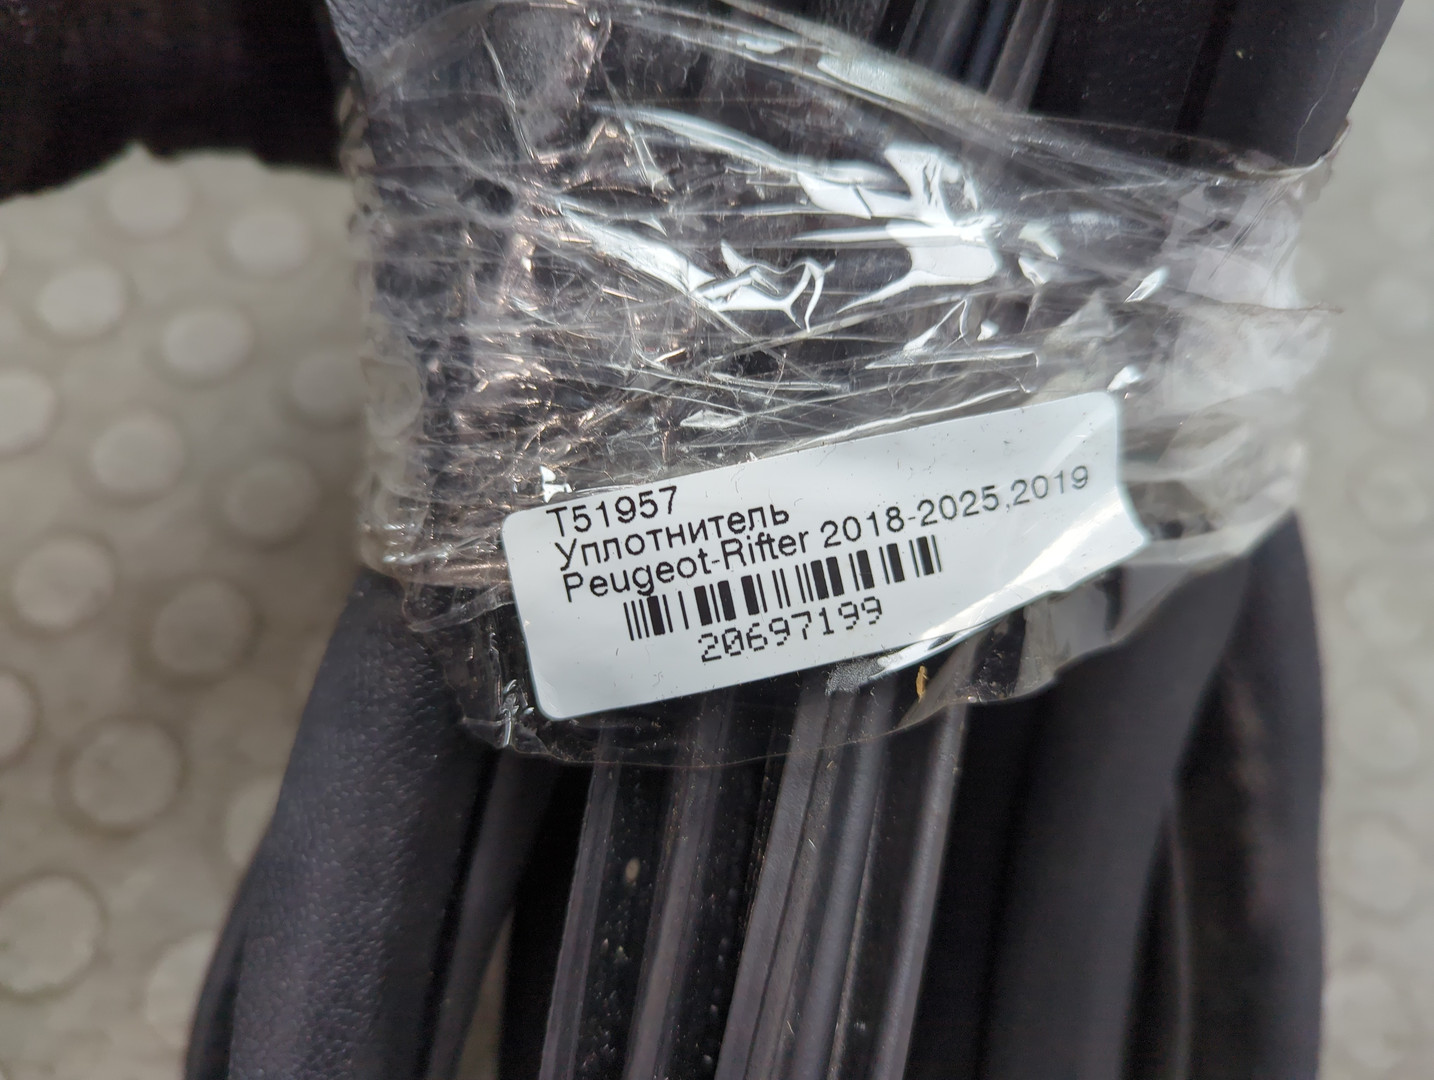 T51957
Уплотнитель
Peugeot-Rifter 2018-2025,2019
20697199